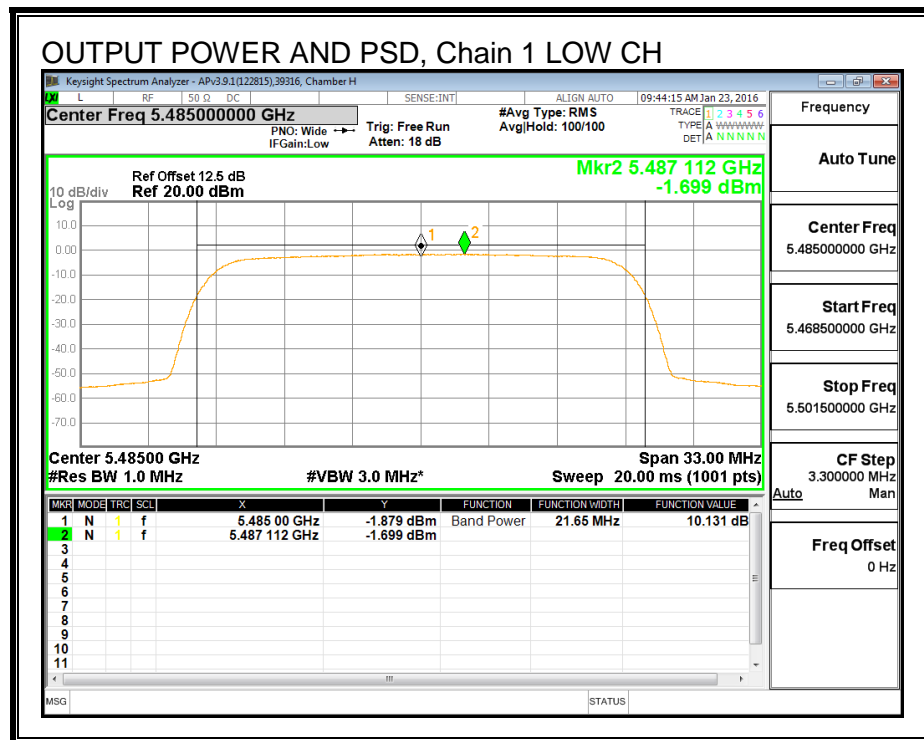 OUTPUT POWER AND PSD, Chain 1 LOW CH
Keysight Spectrum Analyzer - APv3.9.1(122815),39316, Chamber H
LXI L RF 50 Ω DC SENSE:INT ALIGN AUTO 09:44:15 AM Jan 23, 2016
Center Freq 5.485000000 GHz
PNO: Wide
IFGain:Low
Trig: Free Run
Atten: 18 dB
#Avg Type: RMS
Avg|Hold: 100/100
TRACE 1 2 3 4 5 6
TYPE A WWWWW
DET A N N N N N
Frequency
Auto Tune
Center Freq
5.485000000 GHz
Start Freq
5.468500000 GHz
Stop Freq
5.501500000 GHz
CF Step
3.300000 MHz
Auto Man
Freq Offset
0 Hz
Mkr2 5.487 112 GHz
-1.699 dBm
Ref Offset 12.5 dB
10 dB/div Ref 20.00 dBm
Log
10.0
0.00
-10.0
-20.0
-30.0
-40.0
-50.0
-60.0
-70.0
1
2
Center 5.48500 GHz Span 33.00 MHz
#Res BW 1.0 MHz #VBW 3.0 MHz* Sweep 20.00 ms (1001 pts)
MKR MODE TRC SCL X Y FUNCTION FUNCTION WIDTH FUNCTION VALUE
1 N 1 f 5.485 00 GHz -1.879 dBm Band Power 21.65 MHz 10.131 dB
2 N 1 f 5.487 112 GHz -1.699 dBm
3
4
5
6
7
8
9
10
11
MSG STATUS